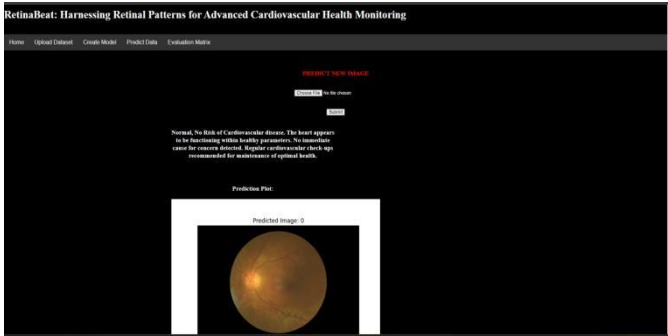 RetinaBeat: Harnessing Retinal Patterns for Advanced Cardiovascular Health Monitoring
Home Upload Dataset Create Model Predict Data Evaluation Matrix
PREDICT NEW IMAGE
Choose File No file chosen
Submit
Normal, No Risk of Cardiovascular disease. The heart appears
to be functioning within healthy parameters. No immediate
cause for concern detected. Regular cardiovascular check-ups
recommended for maintenance of optimal health.
Prediction Plot:
Predicted Image: 0